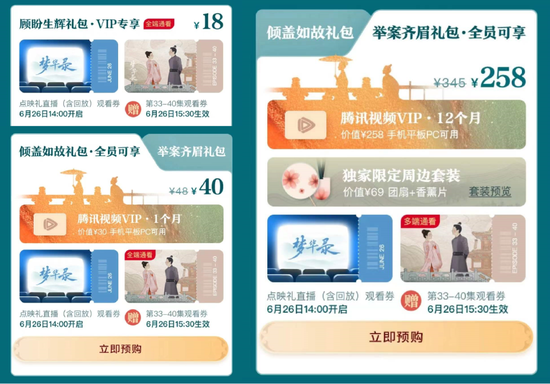 顾盼生辉礼包·VIP专享 全端通看 ¥18
梦华录
JUNE 26
点映礼直播（含回放）观看券
6月26日14:00开启
赠
EPISODE 33-40
第33-40集观看券
6月26日15:30生效
倾盖如故礼包·全员可享
举案齐眉礼包
¥48 ¥40
腾讯视频VIP·1个月
价值¥30 手机平板PC可用
梦华录
JUNE 26
点映礼直播（含回放）观看券
6月26日14:00开启
赠
全端通看
EPISODE 33-40
第33-40集观看券
6月26日15:30生效
立即预购
倾盖如故礼包
举案齐眉礼包·全员可享
¥345 ¥258
腾讯视频VIP·12个月
价值¥258 手机平板PC可用
独家限定周边套装
价值¥69 团扇+香薰片 套装预览
梦华录
JUNE 26
点映礼直播（含回放）观看券
6月26日14:00开启
赠
多端通看
EPISODE 33-40
第33-40集观看券
6月26日15:30生效
立即预购